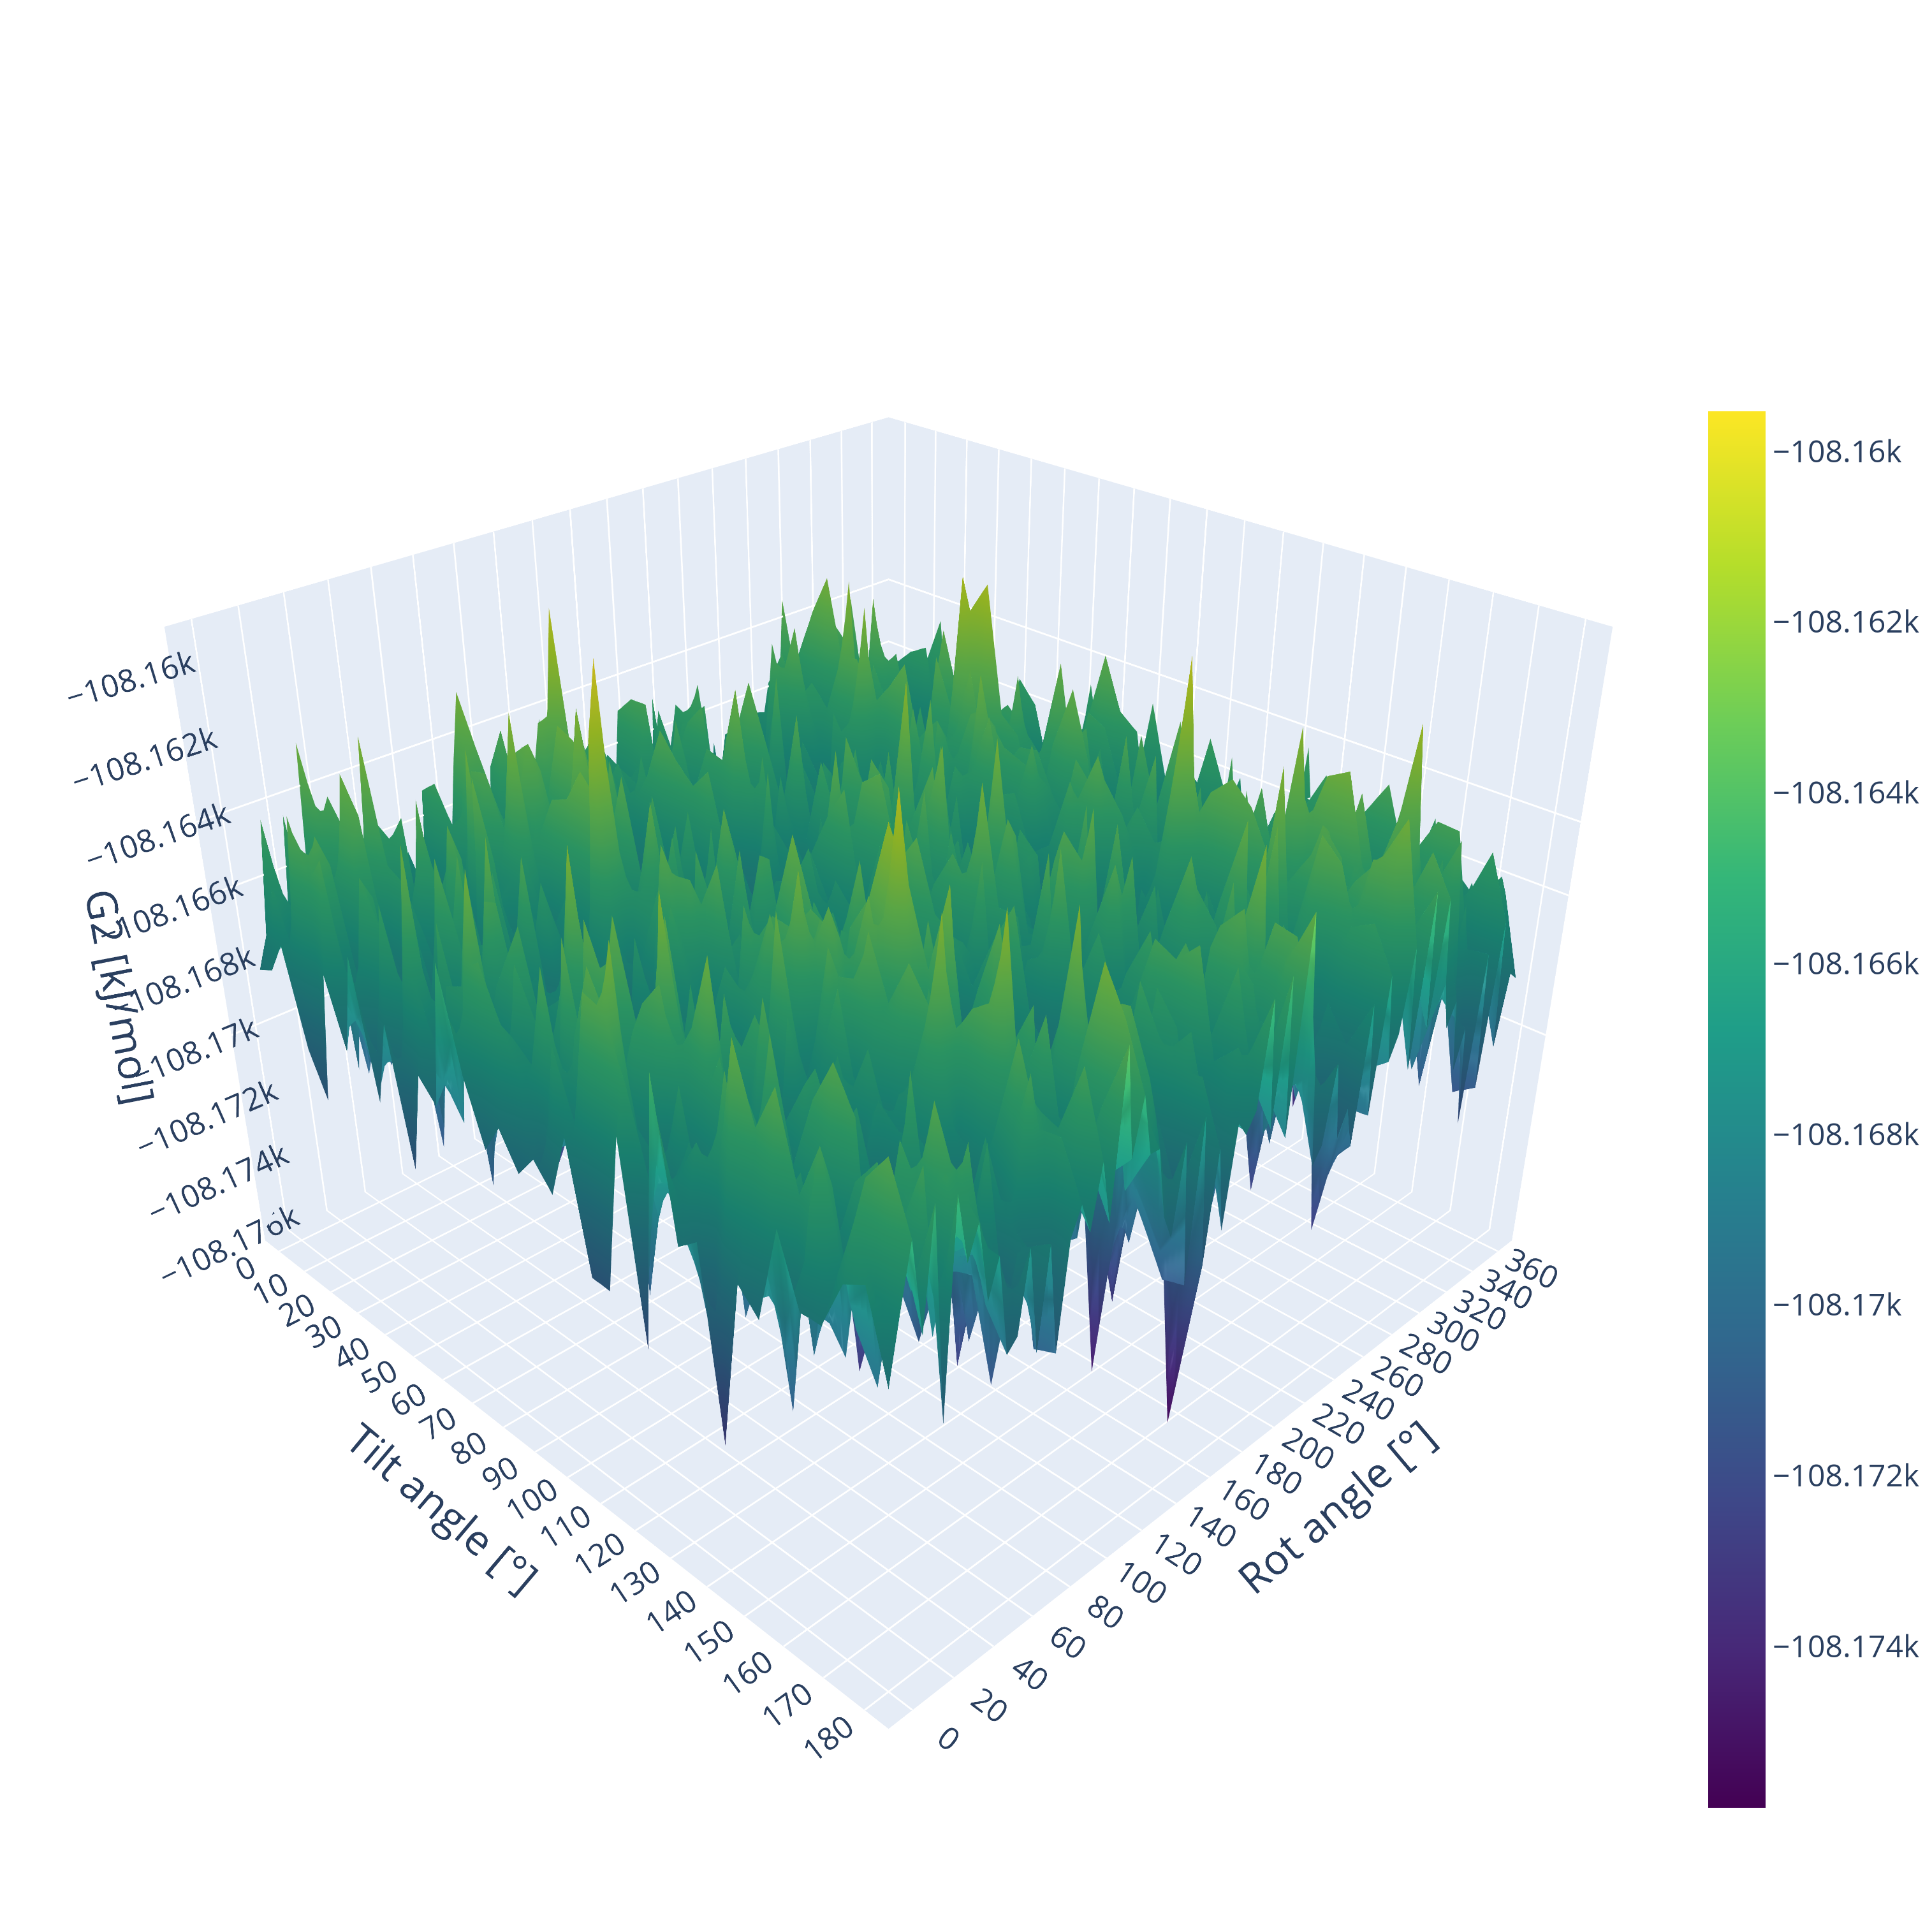 −108.16k
−108.162k
−108.164k
−108.166k
−108.168k
−108.17k
−108.172k
−108.174k
−108.176k
G2 [kJ/mol]
0
10
20
30
40
50
60
70
80
90
100
110
120
130
140
150
160
170
180
Tilt angle [°]
0
20
40
60
80
100
120
140
160
180
200
220
240
260
280
300
320
340
360
Rot angle [°]
−108.16k
−108.162k
−108.164k
−108.166k
−108.168k
−108.17k
−108.172k
−108.174k